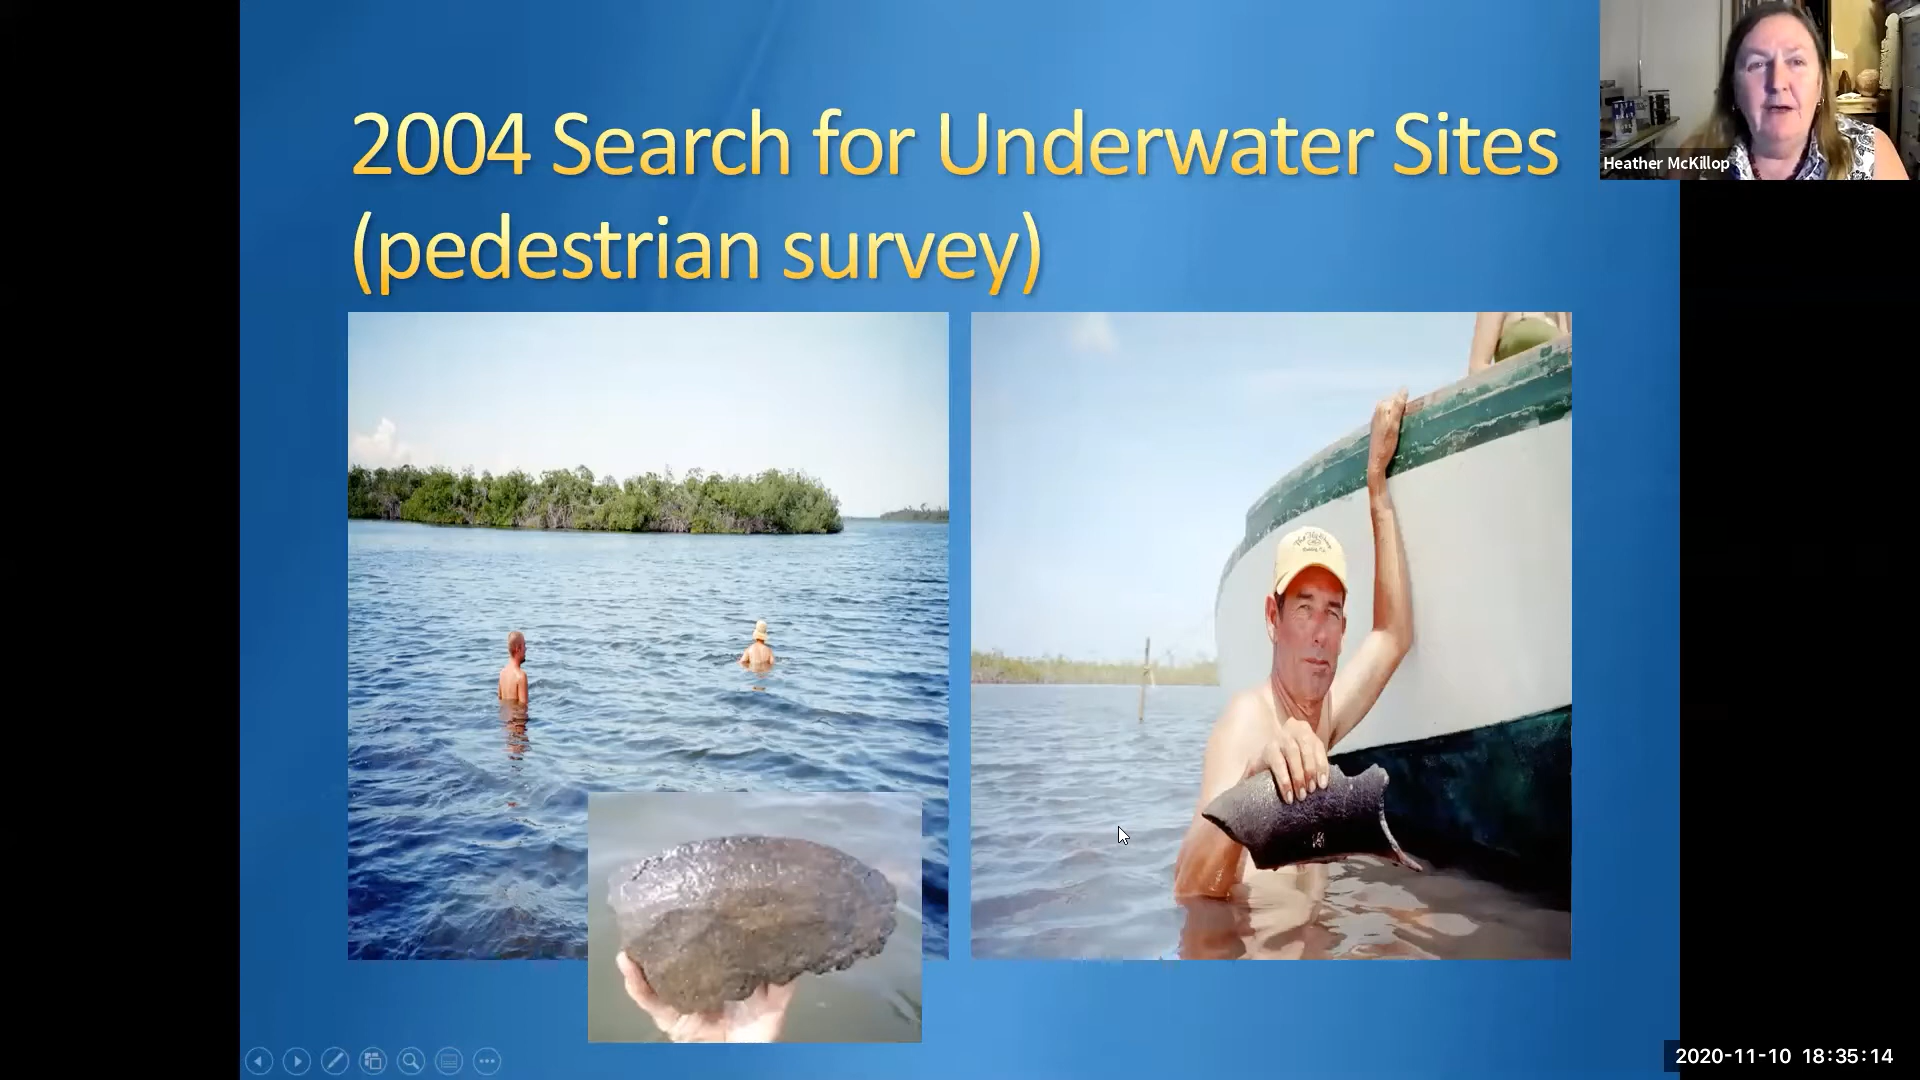 2004 Search for Underwater Sites
(pedestrian survey)
Heather McKillop
2020-11-10 18:35:14